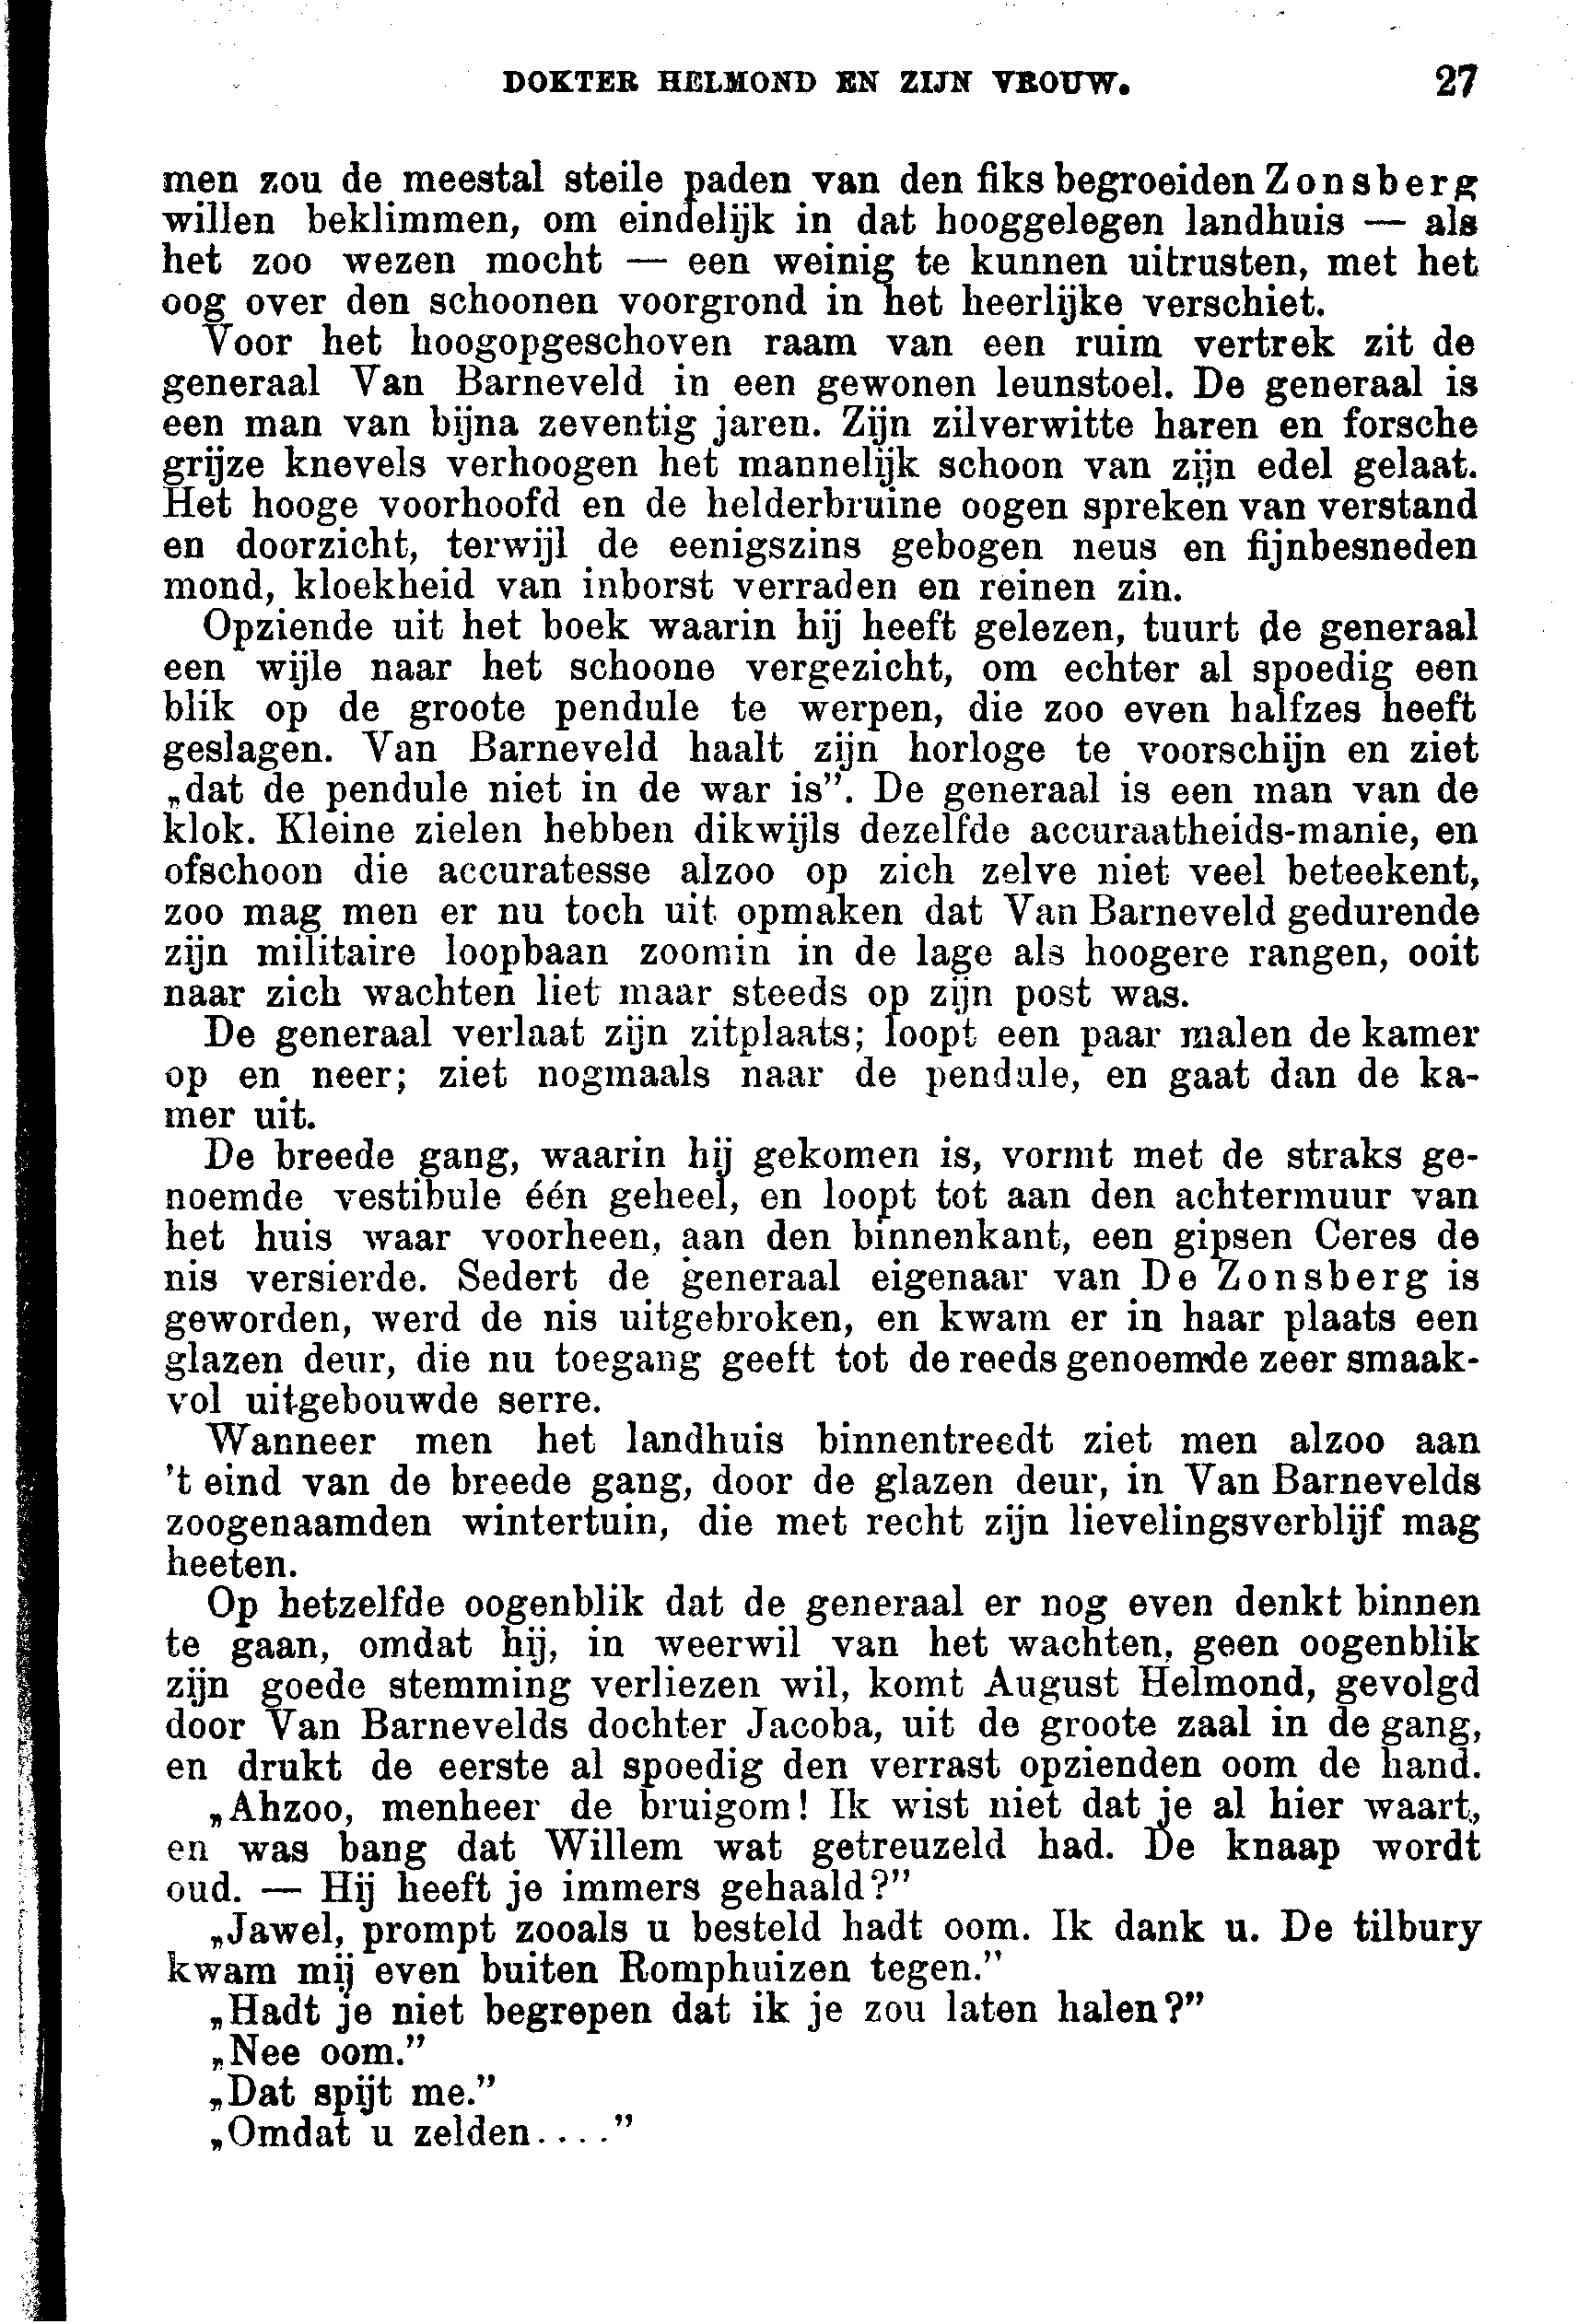 DOKTER HELMOND EN ZIJN VROUW. 27
men zou de meestal steile paden van den fiks begroeiden Zonsberg
willen beklimmen, om eindelijk in dat hooggelegen landhuis — als
het zoo wezen mocht — een weinig te kunnen uitrusten, met het
oog over den schoonen voorgrond in het heerlijke verschiet.
Voor het hoogopgeschoven raam van een ruim vertrek zit de
generaal Van Barneveld in een gewonen leunstoel. De generaal is
een man van bijna zeventig jaren. Zijn zilverwitte haren en forsche
grijze knevels verhoogen het mannelijk schoon van zijn edel gelaat.
Het hooge voorhoofd en de helderbruine oogen spreken van verstand
en doorzicht, terwijl de eenigszins gebogen neus en fijnbesneden
mond, kloekheid van inborst verraden en reinen zin.
Opziende uit het boek waarin hij heeft gelezen, tuurt de generaal
een wijle naar het schoone vergezicht, om echter al spoedig een
blik op de groote pendule te werpen, die zoo even halfzes heeft
geslagen. Van Barneveld haalt zijn horloge te voorschijn en ziet
„dat de pendule niet in de war is”. De generaal is een man van de
klok. Kleine zielen hebben dikwijls dezelfde accuraatheids-manie, en
ofschoon die accuratesse alzoo op zich zelve niet veel beteekent,
zoo mag men er nu toch uit opmaken dat Van Barneveld gedurende
zijn militaire loopbaan zoomin in de lage als hoogere rangen, ooit
naar zich wachten liet maar steeds op zijn post was.
De generaal verlaat zijn zitplaats; loopt een paar malen de kamer
op en neer; ziet nogmaals naar de pendule, en gaat dan de ka-
mer uit.
De breede gang, waarin hij gekomen is, vormt met de straks ge-
noemde vestibule één geheel, en loopt tot aan den achtermuur van
het huis waar voorheen, aan den binnenkant, een gipsen Ceres de
nis versierde. Sedert de generaal eigenaar van De Zonsberg is
geworden, werd de nis uitgebroken, en kwam er in haar plaats een
glazen deur, die nu toegang geeft tot de reeds genoemde zeer smaak-
vol uitgebouwde serre.
Wanneer men het landhuis binnentreedt ziet men alzoo aan
't eind van de breede gang, door de glazen deur, in Van Barnevelds
zoogenaamden wintertuin, die met recht zijn lievelingsverblijf mag
heeten.
Op hetzelfde oogenblik dat de generaal er nog even denkt binnen
te gaan, omdat hij, in weerwil van het wachten, geen oogenblik
zijn goede stemming verliezen wil, komt August Helmond, gevolgd
door Van Barnevelds dochter Jacoba, uit de groote zaal in de gang,
en drukt de eerste al spoedig den verrast opzienden oom de hand.
„Ahzoo, menheer de bruigom! Ik wist niet dat je al hier waart,
en was bang dat Willem wat getreuzeld had. De knaap wordt
oud. — Hij heeft je immers gehaald?”
„Jawel, prompt zooals u besteld hadt oom. Ik dank u. De tilbury
kwam mij even buiten Romphuizen tegen.”
„Hadt je niet begrepen dat ik je zou laten halen?”
„Nee oom.”
„Dat spijt me.”
„Omdat u zelden....”